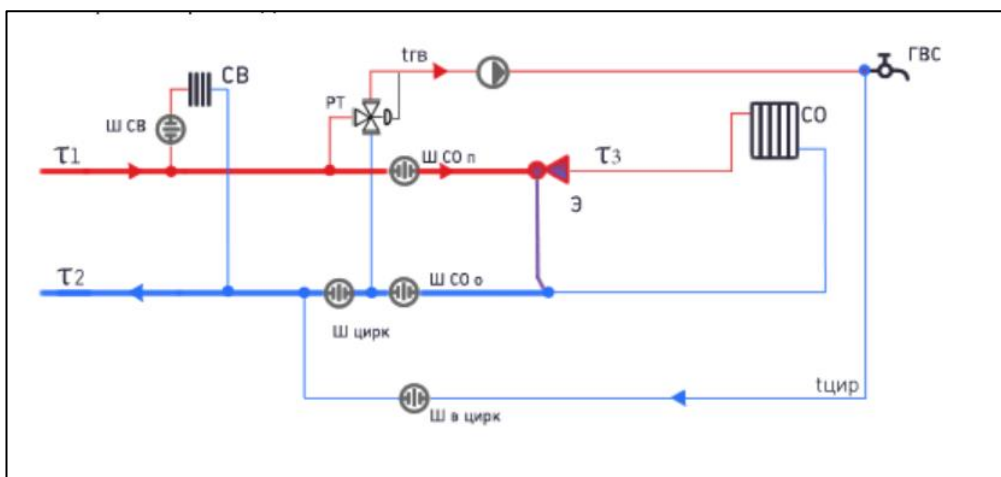 tгв
ГВС
СВ
РТ
СО
Ш СВ
τ1
Ш СО п
τ3
Э
τ2
Ш СО о
Ш цирк
tцир
Ш в цирк